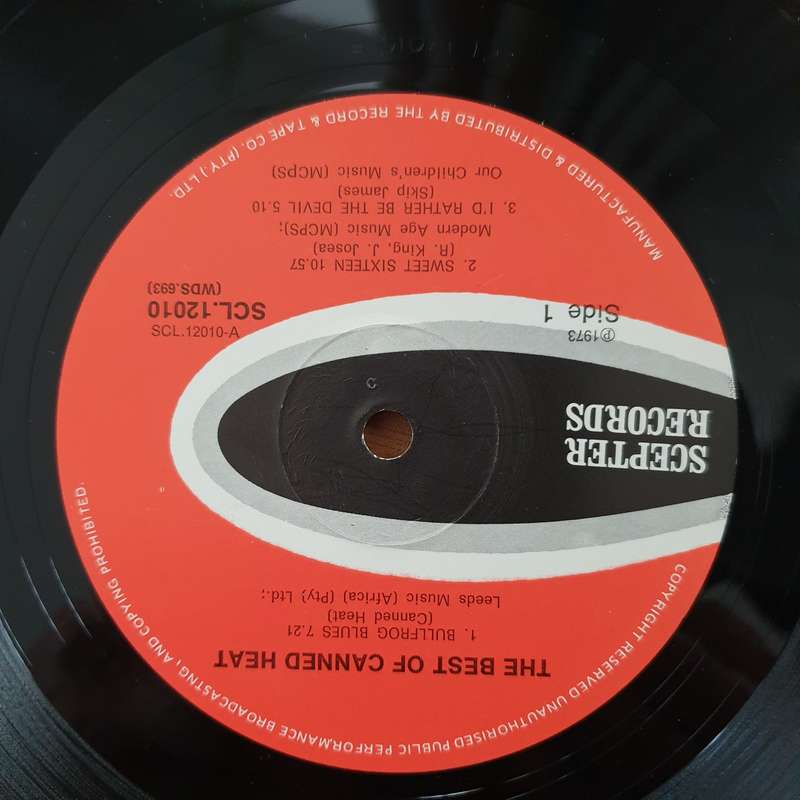 THE BEST OF CANNED HEAT
1. BULLFROG BLUES 7.21
(Canned Heat)
Leeds Music (Africa) (Pty) Ltd.;
SCEPTER
RECORDS
℗1973
Side 1
SCL.12010-A
SCL.12010
(WDS.693)
2. SWEET SIXTEEN 10.57
(R. King, J. Josea)
Modern Age Music (MCPS);
3. I'D RATHER BE THE DEVIL 5.10
(Skip James)
Our Children's Music (MCPS)
MANUFACTURED & DISTRIBUTED BY THE RECORD & TAPE CO. (PTY) LTD.
COPYRIGHT RESERVED UNAUTHORISED PUBLIC PERFORMANCE BROADCASTING, AND COPYING PROHIBITED.